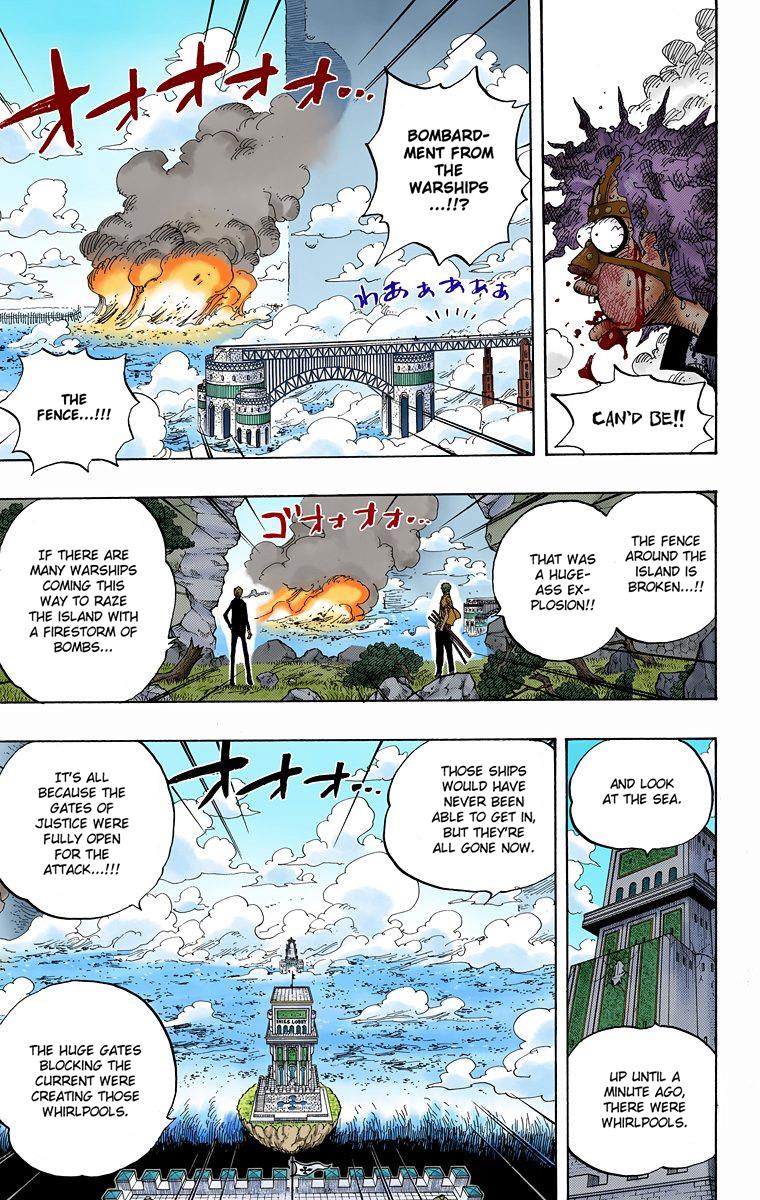 CAN'D BE!!
BOMBARD-
MENT FROM
THE
WARSHIPS
...!!?
オオオオオ...
わあぁぁぁぁぁ
THE
FENCE...!!!
THE FENCE
AROUND THE
ISLAND IS
BROKEN...!!
THAT WAS
A HUGE-
ASS EX-
PLOSION!!
ゴオォオォ...
IF THERE ARE
MANY WARSHIPS
COMING THIS
WAY TO RAZE
THE ISLAND WITH
A FIRESTORM OF
BOMBS...
AND LOOK
AT THE SEA.
UP UNTIL A
MINUTE AGO,
THERE WERE
WHIRLPOOLS.
THOSE SHIPS
WOULD HAVE
NEVER BEEN
ABLE TO GET IN,
BUT THEY'RE
ALL GONE NOW.
オオオォ...
IT'S ALL
BECAUSE THE
GATES OF
JUSTICE WERE
FULLY OPEN
FOR THE
ATTACK...!!!
ENIES LOBBY
THE HUGE GATES
BLOCKING THE
CURRENT WERE
CREATING THOSE
WHIRLPOOLS.